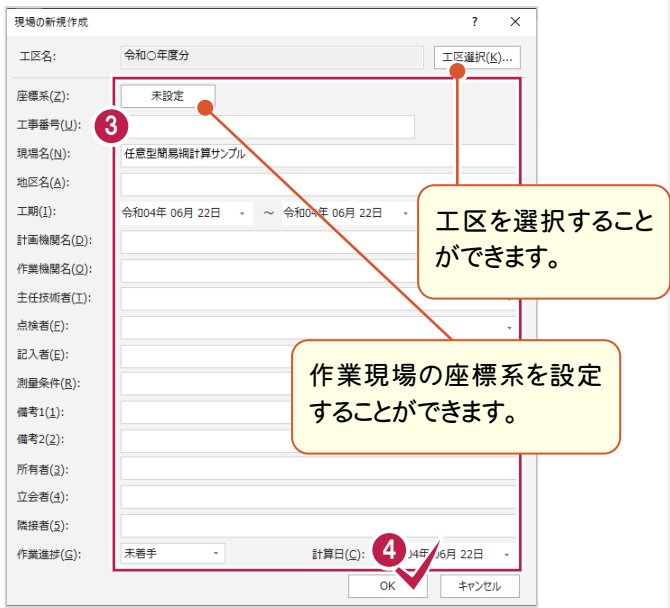 現場の新規作成 ? ×
工区名: 令和○年度分 工区選択(K)...
座標系(Z): 未設定
3
工事番号(U):
現場名(N): 任意型簡易網計算サンプル
地区名(A):
工期(I): 令和04年 06月 22日 ～ 令和04年 06月 22日
工区を選択すること
ができます。
計画機関名(D):
作業機関名(O):
主任技術者(T):
点検者(F):
記入者(E):
作業現場の座標系を設定
することができます。
測量条件(R):
備考1(1):
備考2(2):
所有者(3):
立会者(4):
隣接者(5):
作業進捗(G): 未着手 計算日(C): 4 04年 06月 22日
OK キャンセル